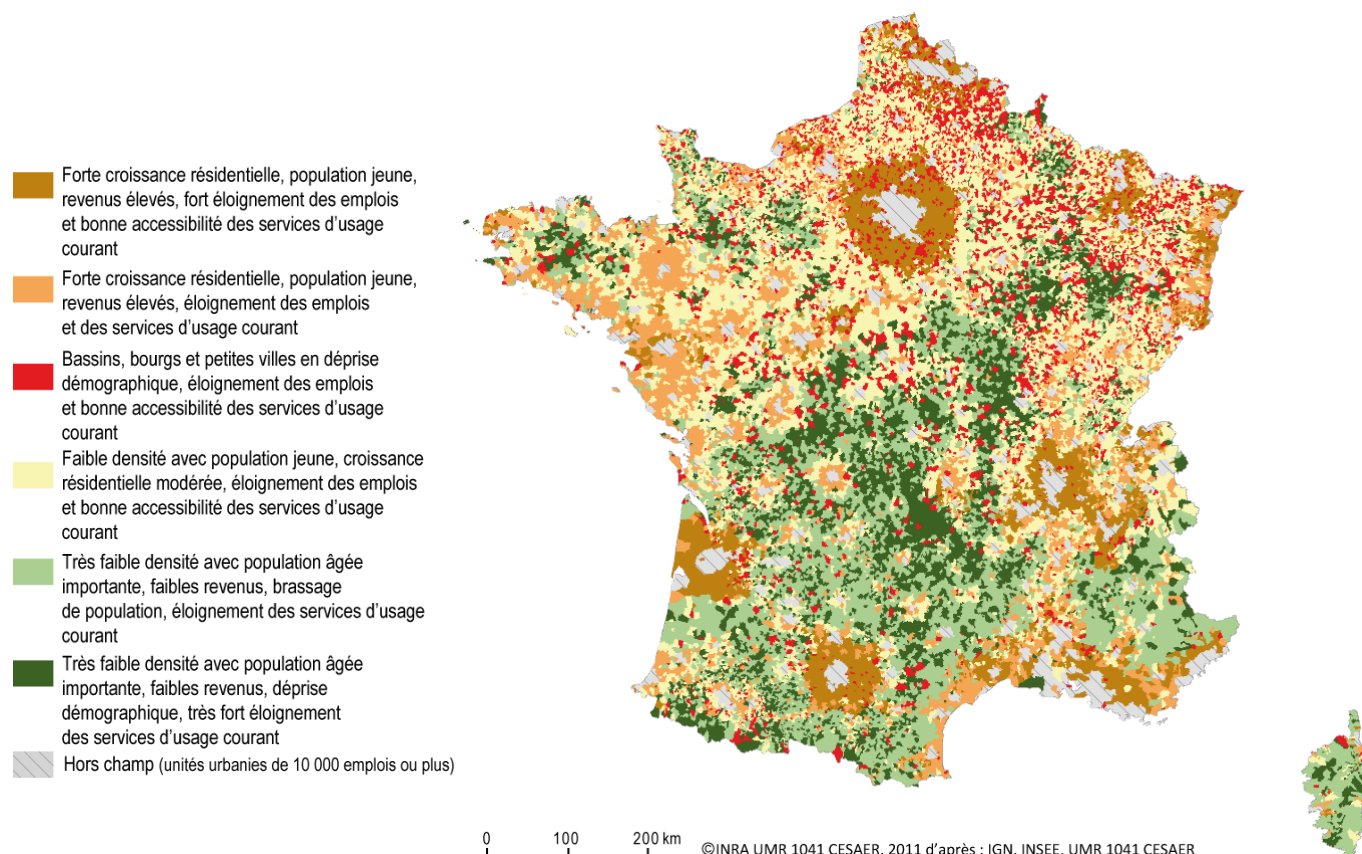 Forte croissance résidentielle, population jeune,
revenus élevés, fort éloignement des emplois
et bonne accessibilité des services d'usage
courant
Forte croissance résidentielle, population jeune,
revenus élevés, éloignement des emplois
et des services d'usage courant
Bassins, bourgs et petites villes en déprise
démographique, éloignement des emplois
et bonne accessibilité des services d'usage
courant
Faible densité avec population jeune, croissance
résidentielle modérée, éloignement des emplois
et bonne accessibilité des services d'usage
courant
Très faible densité avec population âgée
importante, faibles revenus, brassage
de population, éloignement des services d'usage
courant
Très faible densité avec population âgée
importante, faibles revenus, déprise
démographique, très fort éloignement
des services d'usage courant
Hors champ (unités urbanies de 10 000 emplois ou plus)
0 100 200 km
©INRA UMR 1041 CESAER, 2011 d'après : IGN, INSEE, UMR 1041 CESAER